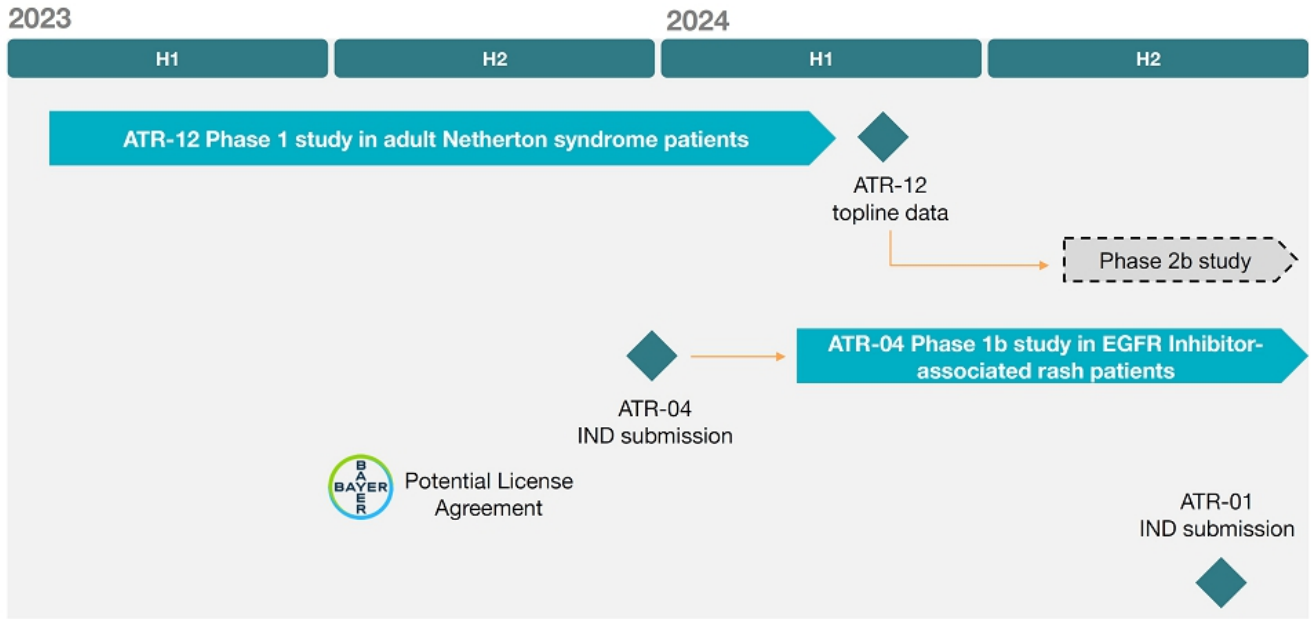 2023
2024
H1
H2
H1
H2
ATR-12 Phase 1 study in adult Netherton syndrome patients
ATR-12
topline data
Phase 2b study
ATR-04 Phase 1b study in EGFR Inhibitor-
associated rash patients
ATR-04
IND submission
BAYER
BAYER
Potential License
Agreement
ATR-01
IND submission